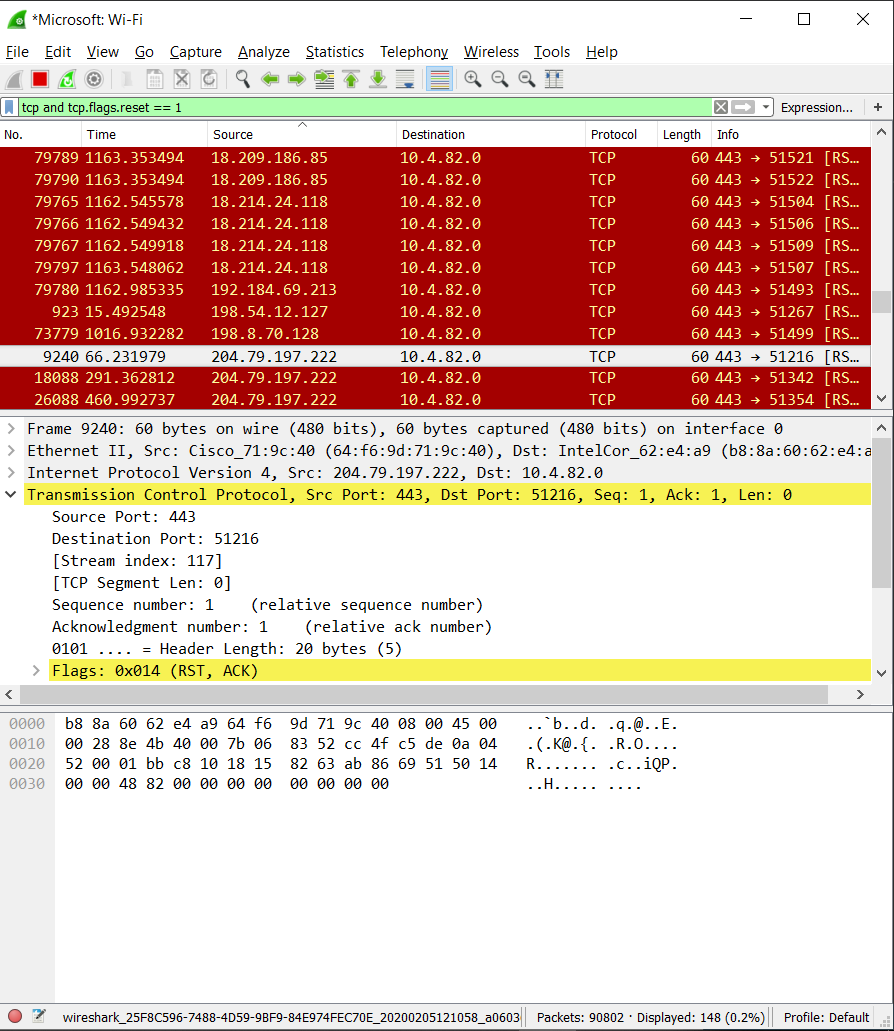 *Microsoft: Wi-Fi
File Edit View Go Capture Analyze Statistics Telephony Wireless Tools Help
tcp and tcp.flags.reset == 1 Expression... +
No. Time Source Destination Protocol Length Info
79789 1163.353494 18.209.186.85 10.4.82.0 TCP 60 443 → 51521 [RS…
79790 1163.353494 18.209.186.85 10.4.82.0 TCP 60 443 → 51522 [RS…
79765 1162.545578 18.214.24.118 10.4.82.0 TCP 60 443 → 51504 [RS…
79766 1162.549432 18.214.24.118 10.4.82.0 TCP 60 443 → 51506 [RS…
79767 1162.549918 18.214.24.118 10.4.82.0 TCP 60 443 → 51509 [RS…
79797 1163.548062 18.214.24.118 10.4.82.0 TCP 60 443 → 51507 [RS…
79780 1162.985335 192.184.69.213 10.4.82.0 TCP 60 443 → 51493 [RS…
923 15.492548 198.54.12.127 10.4.82.0 TCP 60 443 → 51267 [RS…
73779 1016.932282 198.8.70.128 10.4.82.0 TCP 60 443 → 51499 [RS…
9240 66.231979 204.79.197.222 10.4.82.0 TCP 60 443 → 51216 [RS…
18088 291.362812 204.79.197.222 10.4.82.0 TCP 60 443 → 51342 [RS…
26088 460.992737 204.79.197.222 10.4.82.0 TCP 60 443 → 51354 [RS…
Frame 9240: 60 bytes on wire (480 bits), 60 bytes captured (480 bits) on interface 0
Ethernet II, Src: Cisco_71:9c:40 (64:f6:9d:71:9c:40), Dst: IntelCor_62:e4:a9 (b8:8a:60:62:e4:a
Internet Protocol Version 4, Src: 204.79.197.222, Dst: 10.4.82.0
Transmission Control Protocol, Src Port: 443, Dst Port: 51216, Seq: 1, Ack: 1, Len: 0
Source Port: 443
Destination Port: 51216
[Stream index: 117]
[TCP Segment Len: 0]
Sequence number: 1 (relative sequence number)
Acknowledgment number: 1 (relative ack number)
0101 .... = Header Length: 20 bytes (5)
Flags: 0x014 (RST, ACK)
0000 b8 8a 60 62 e4 a9 64 f6 9d 71 9c 40 08 00 45 00 ..`b..d. .q.@..E.
0010 00 28 8e 4b 40 00 7b 06 83 52 cc 4f c5 de 0a 04 .(.K@.{. .R.O....
0020 52 00 01 bb c8 10 18 15 82 63 ab 86 69 51 50 14 R....... .c..iQP.
0030 00 00 48 82 00 00 00 00 00 00 00 00 ..H..... ....
wireshark_25F8C596-7488-4D59-9BF9-84E974FEC70E_20200205121058_a0603 Packets: 90802 · Displayed: 148 (0.2%) Profile: Default